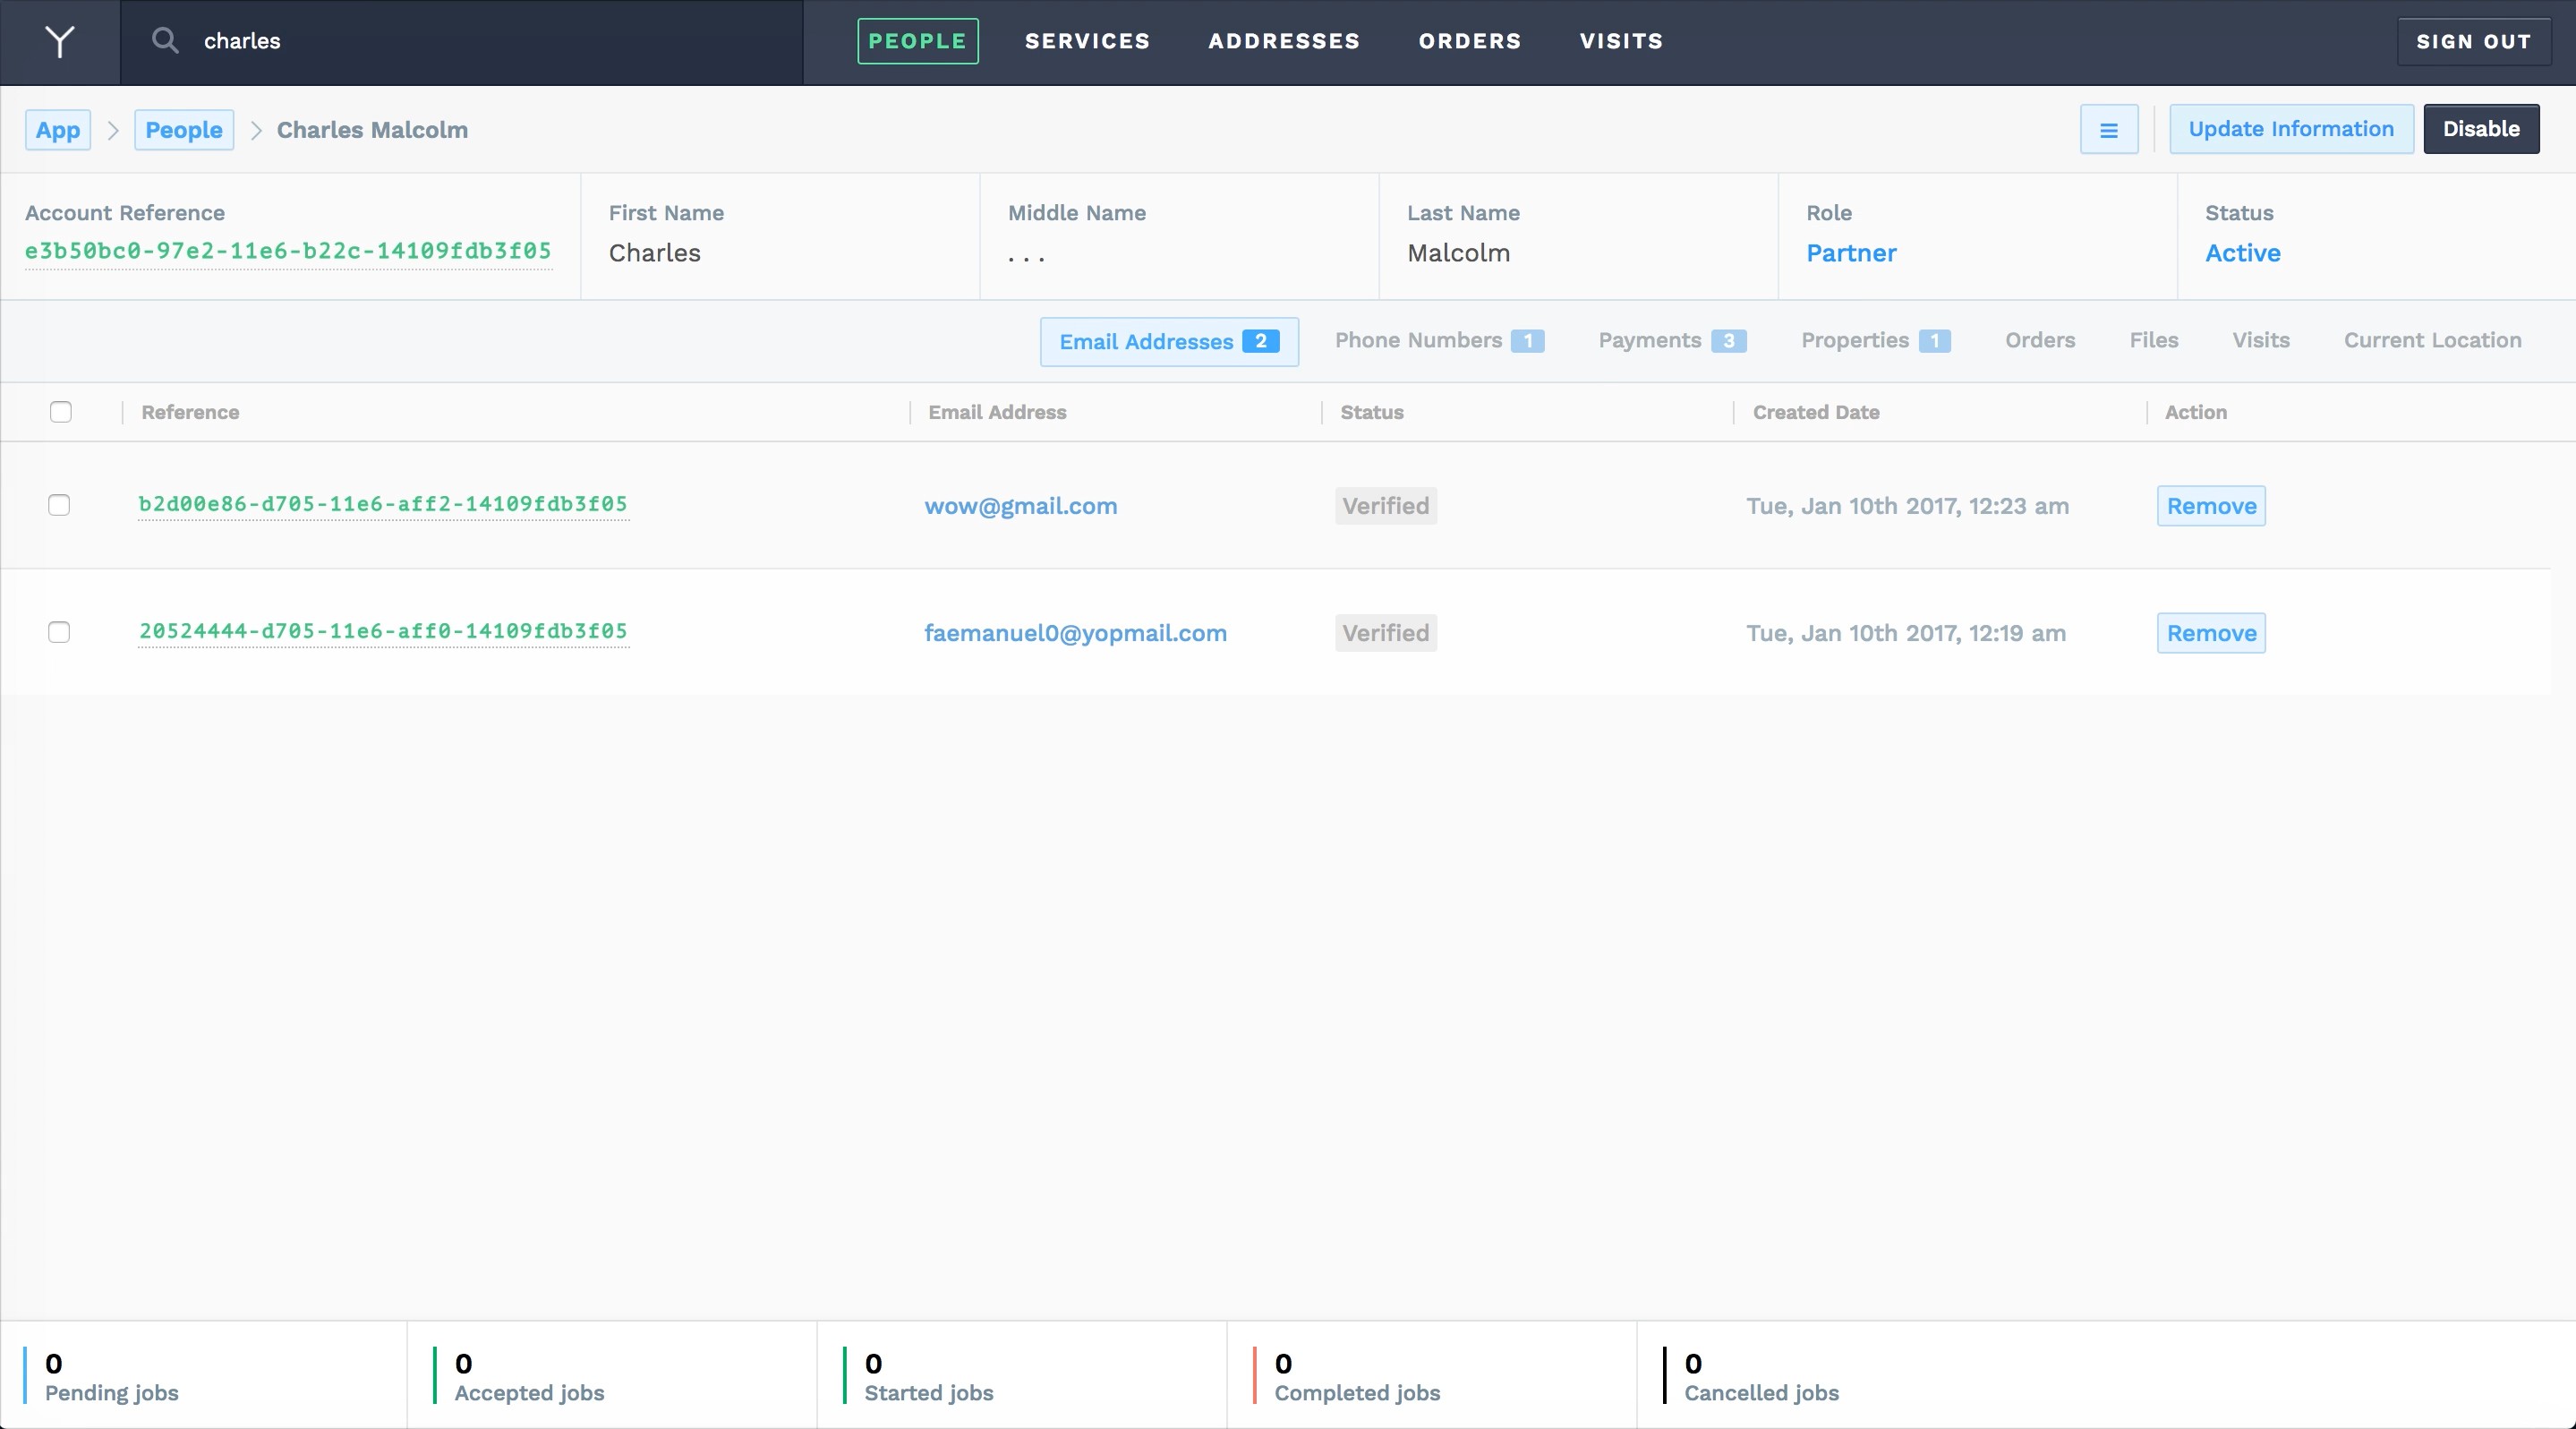 charles
PEOPLE SERVICES ADDRESSES ORDERS VISITS SIGN OUT
App People Charles Malcolm Update Information Disable
Account Reference First Name Middle Name Last Name Role Status
e3b50bc0-97e2-11e6-b22c-14109fdb3f05 Charles ... Malcolm Partner Active
Email Addresses 2 Phone Numbers 1 Payments 3 Properties 1 Orders Files Visits Current Location
Reference Email Address Status Created Date Action
b2d00e86-d705-11e6-aff2-14109fdb3f05 wow@gmail.com Verified Tue, Jan 10th 2017, 12:23 am Remove
20524444-d705-11e6-aff0-14109fdb3f05 faemanuel0@yopmail.com Verified Tue, Jan 10th 2017, 12:19 am Remove
0 0 0 0 0
Pending jobs Accepted jobs Started jobs Completed jobs Cancelled jobs